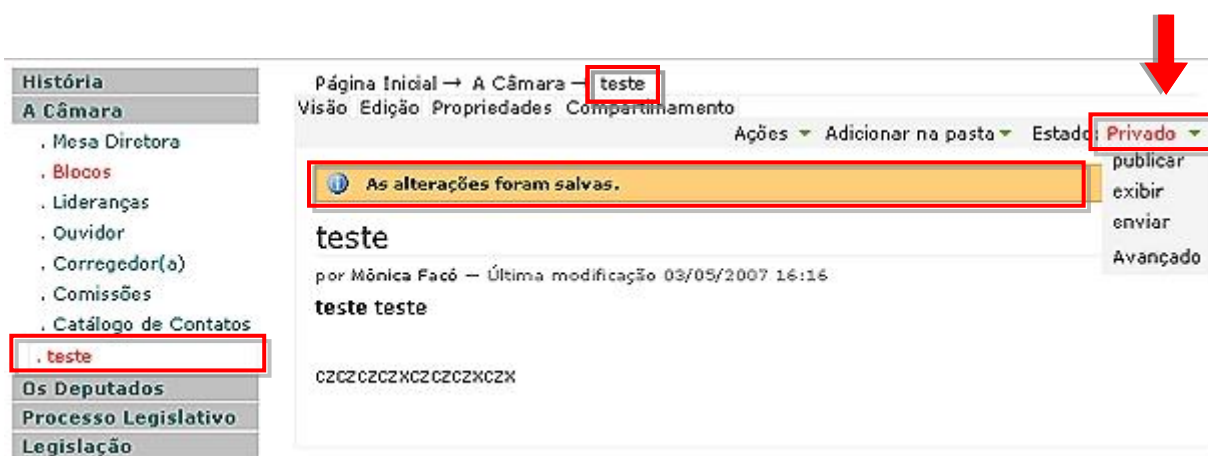 História
A Câmara
. Mesa Diretora
. Blocos
. Lideranças
. Ouvidor
. Corregedor(a)
. Comissões
. Catálogo de Contatos
. teste
Os Deputados
Processo Legislativo
Legislação
Página Inicial → A Câmara → teste
Visão Edição Propriedades Compartilhamento
Ações Adicionar na pasta Estado: Privado
publicar
exibir
enviar
Avançado
As alterações foram salvas.
teste
por Mônica Facó — Última modificação 03/05/2007 16:16
teste teste
czczczczxczczczxczx